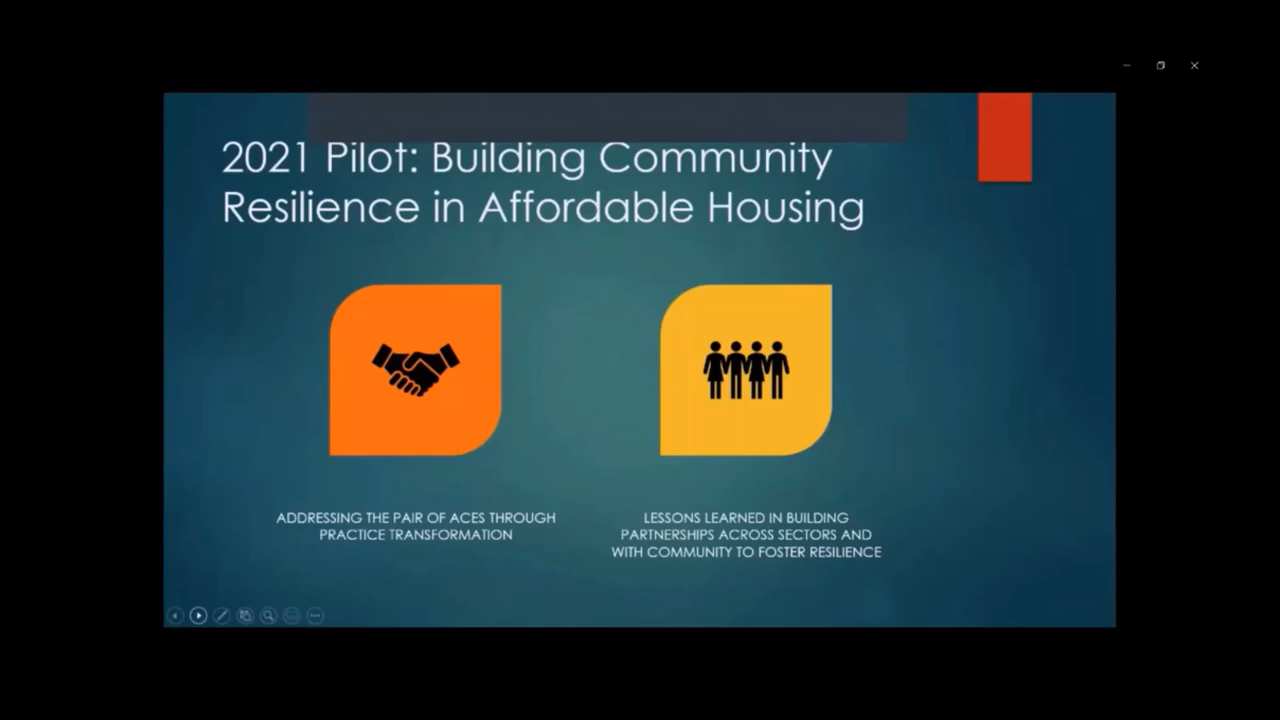 2021 Pilot: Building Community
Resilience in Affordable Housing
ADDRESSING THE PAIR OF ACES THROUGH
PRACTICE TRANSFORMATION
LESSONS LEARNED IN BUILDING
PARTNERSHIPS ACROSS SECTORS AND
WITH COMMUNITY TO FOSTER RESILIENCE